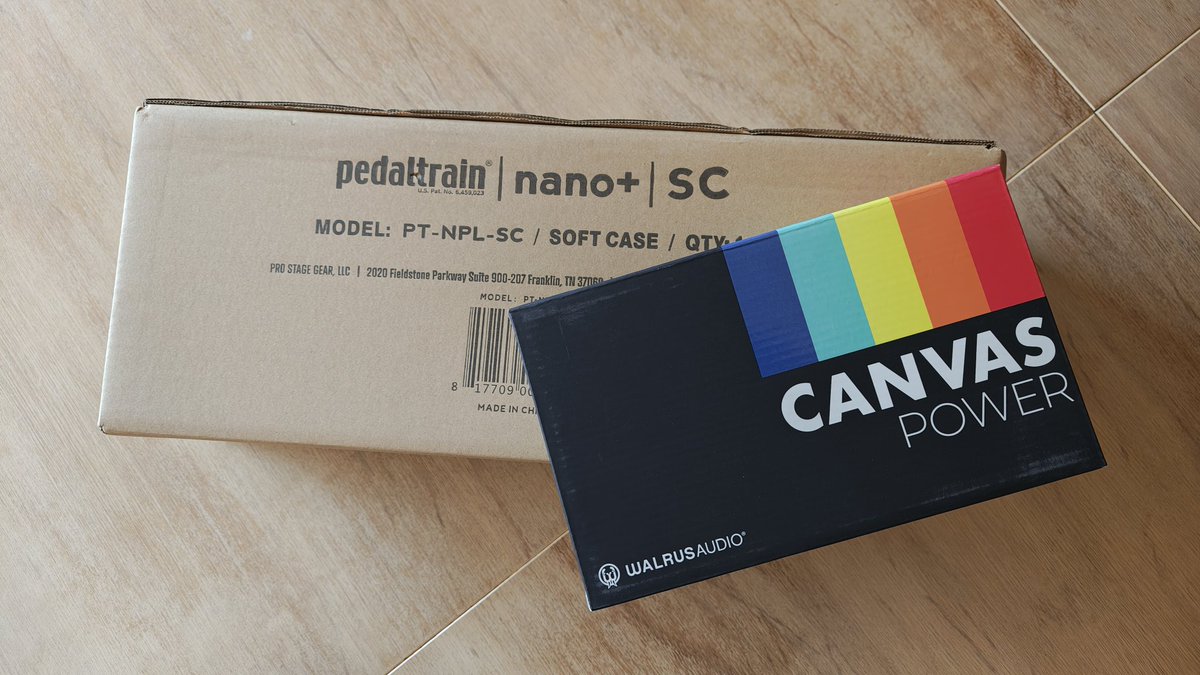 pedaltrain® | nano+ | SC
U.S. Pat. No. 6,459,023
MODEL: PT-NPL-SC / SOFT CASE / QTY:
PRO STAGE GEAR, LLC | 2020 Fieldstone Parkway Suite 900-207 Franklin, TN 37069
MODEL:
8 17709
MADE IN
CANVAS
POWER
WALRUSAUDIO®